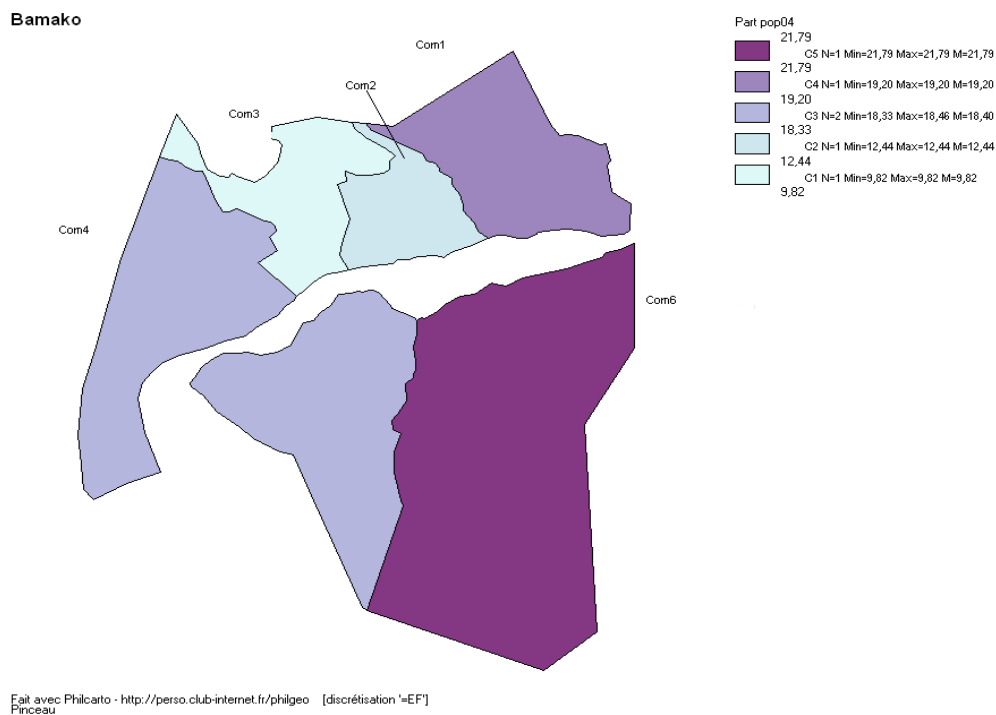 Bamako
Com1
Com2
Com3
Com4
Com6
Part pop04
21,79
C5 N=1 Min=21,79 Max=21,79 M=21,79
21,79
C4 N=1 Min=19,20 Max=19,20 M=19,20
19,20
C3 N=2 Min=18,33 Max=18,46 M=18,40
18,33
C2 N=1 Min=12,44 Max=12,44 M=12,44
12,44
C1 N=1 Min=9,82 Max=9,82 M=9,82
9,82
Fait avec Philcarto - http://perso.club-internet.fr/philgeo [discrétisation '=EF']
Pinceau